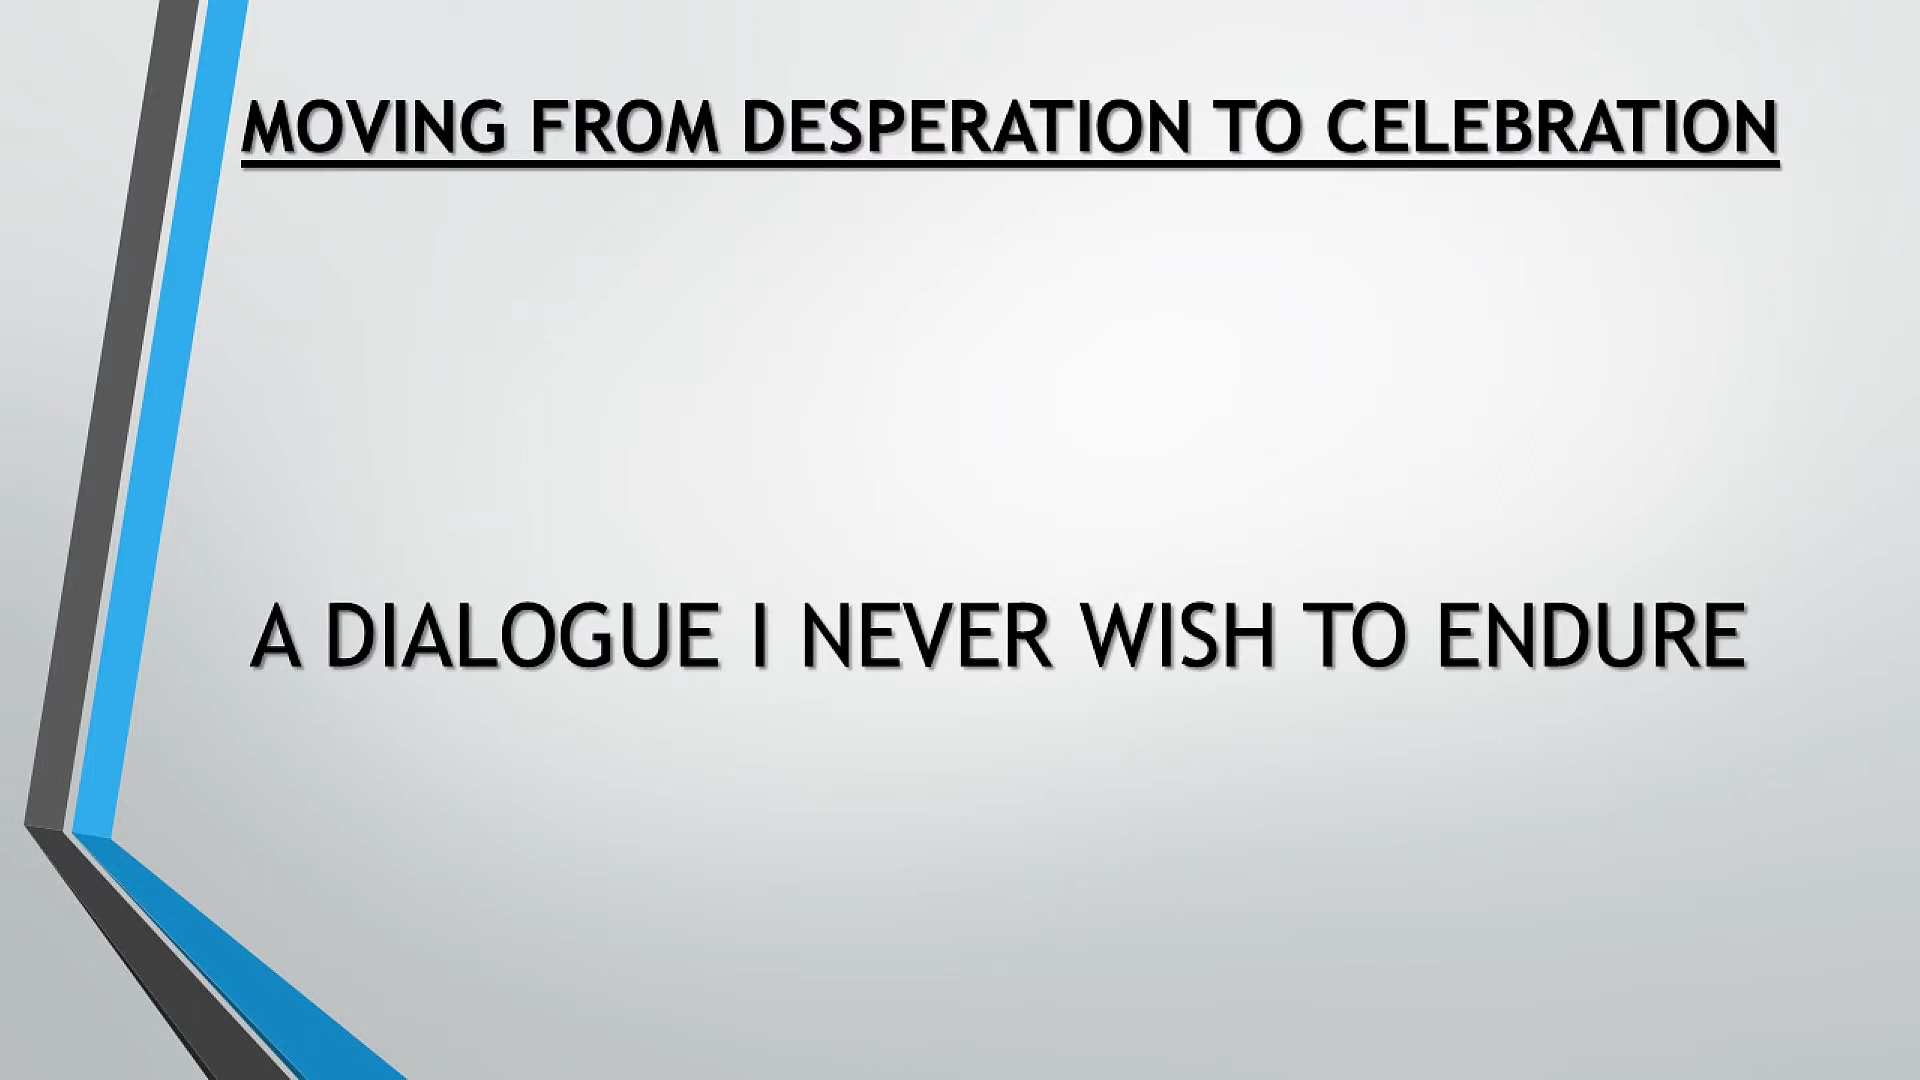 MOVING FROM DESPERATION TO CELEBRATION
A DIALOGUE I NEVER WISH TO ENDURE